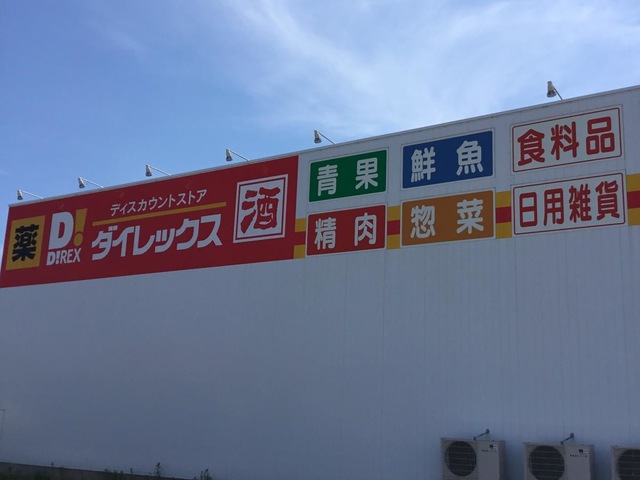 薬
D!
D!REX
ディスカウントストア
ダイレックス
酒
青果
鮮魚
食料品
精肉
惣菜
日用雑貨